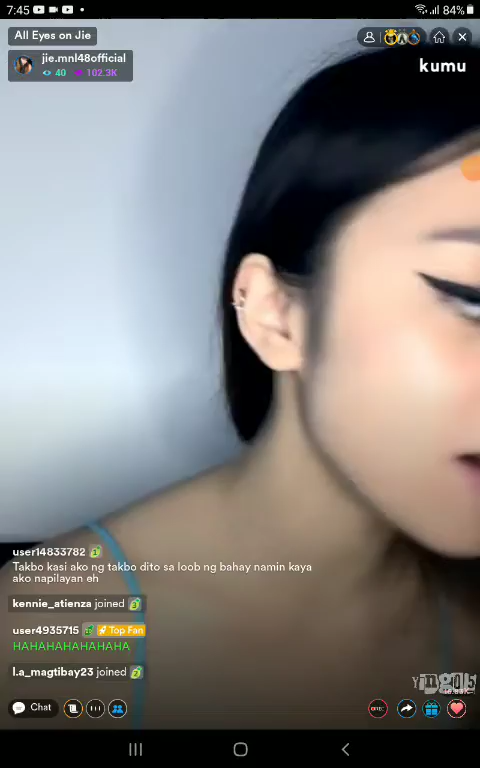 7:45
84%
All Eyes on Jie
jie.mnl48official
40
102.3K
kumu
user14833782
Takbo kasi ako ng takbo dito sa loob ng bahay namin kaya
ako napilayan eh
kennie_atienza joined
user4935715 Top Fan
HAHAHAHAHAHAHA
l.a_magtibay23 joined
Chat